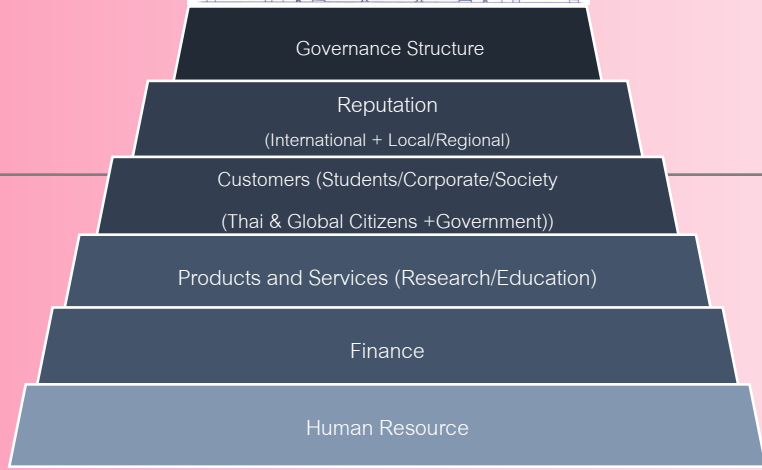 Governance Structure
Reputation
(International + Local/Regional)
Customers (Students/Corporate/Society
(Thai & Global Citizens +Government))
Products and Services (Research/Education)
Finance
Human Resource